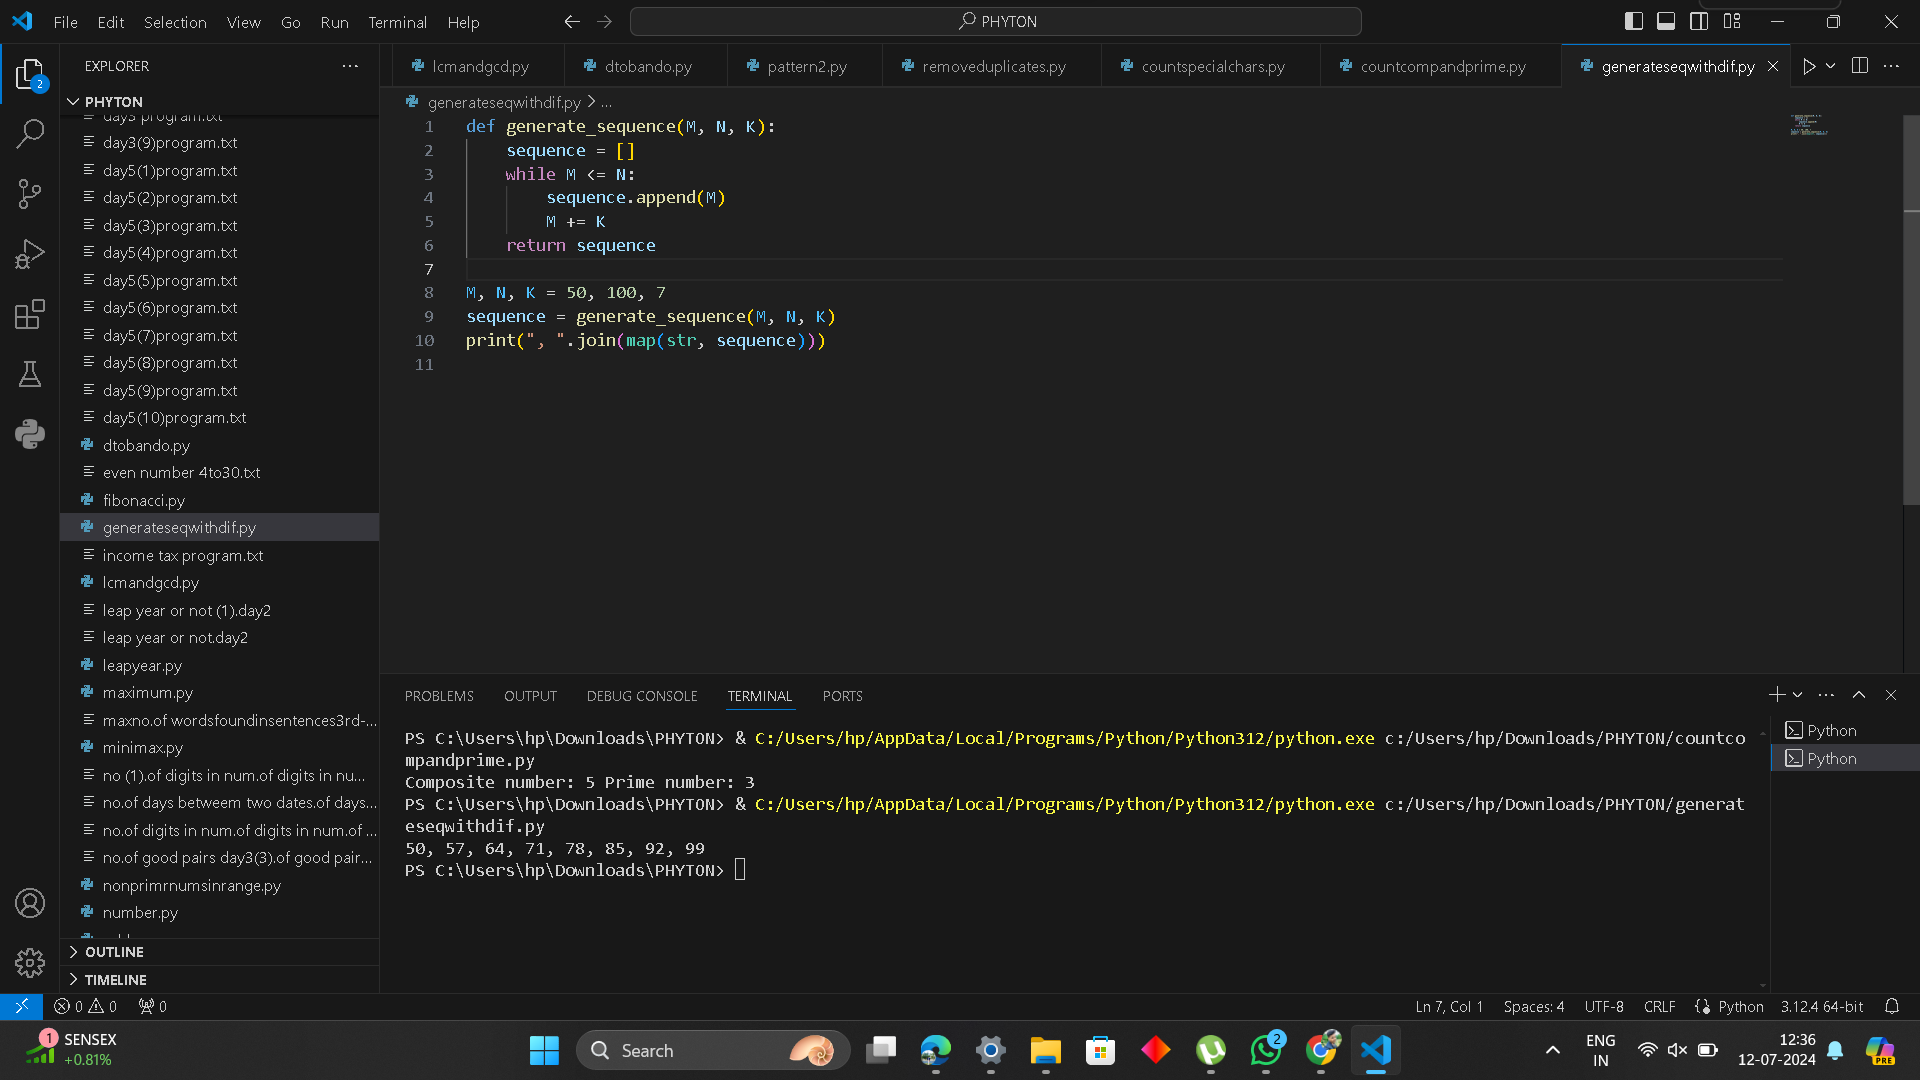 File Edit Selection View Go Run Terminal Help
PHYTON
EXPLORER
lcmandgcd.py dtobando.py pattern2.py removeduplicates.py countspecialchars.py countcompandprime.py generateseqwithdif.py
2
PHYTON
day3 program.txt
day3(9)program.txt
day5(1)program.txt
day5(2)program.txt
day5(3)program.txt
day5(4)program.txt
day5(5)program.txt
day5(6)program.txt
day5(7)program.txt
day5(8)program.txt
day5(9)program.txt
day5(10)program.txt
dtobando.py
even number 4to30.txt
fibonacci.py
generateseqwithdif.py
income tax program.txt
lcmandgcd.py
leap year or not (1).day2
leap year or not.day2
leapyear.py
maximum.py
maxno.of wordsfoundinsentences3rd-...
minimax.py
no (1).of digits in num.of digits in nu...
no.of days betweem two dates.of days...
no.of digits in num.of digits in num.of ...
no.of good pairs day3(3).of good pair...
nonprimrnumsinrange.py
number.py
OUTLINE
TIMELINE
generateseqwithdif.py > ...
1 def generate_sequence(M, N, K):
2 sequence = []
3 while M <= N:
4 sequence.append(M)
5 M += K
6 return sequence
7
8 M, N, K = 50, 100, 7
9 sequence = generate_sequence(M, N, K)
10 print(", ".join(map(str, sequence)))
11
PROBLEMS OUTPUT DEBUG CONSOLE TERMINAL PORTS
PS C:\Users\hp\Downloads\PHYTON> & C:/Users/hp/AppData/Local/Programs/Python/Python312/python.exe c:/Users/hp/Downloads/PHYTON/countco
mpandprime.py
Composite number: 5 Prime number: 3
PS C:\Users\hp\Downloads\PHYTON> & C:/Users/hp/AppData/Local/Programs/Python/Python312/python.exe c:/Users/hp/Downloads/PHYTON/generat
eseqwithdif.py
50, 57, 64, 71, 78, 85, 92, 99
PS C:\Users\hp\Downloads\PHYTON>
Python
Python
0 0 0
Ln 7, Col 1 Spaces: 4 UTF-8 CRLF Python 3.12.4 64-bit
1 SENSEX
+0.81%
Search
2
ENG
IN
12:36
12-07-2024
PRE